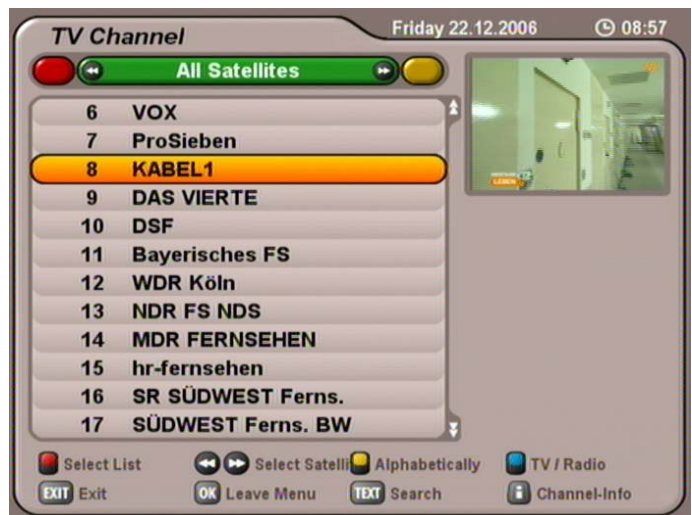 TV Channel
Friday 22.12.2006
08:57
All Satellites
6 VOX
7 ProSieben
8 KABEL1
9 DAS VIERTE
10 DSF
11 Bayerisches FS
12 WDR Köln
13 NDR FS NDS
14 MDR FERNSEHEN
15 hr-fernsehen
16 SR SÜDWEST Ferns.
17 SÜDWEST Ferns. BW
LEBEN
Select List Select Satelli Alphabetically TV / Radio
EXIT Exit OK Leave Menu TEXT Search i Channel-Info